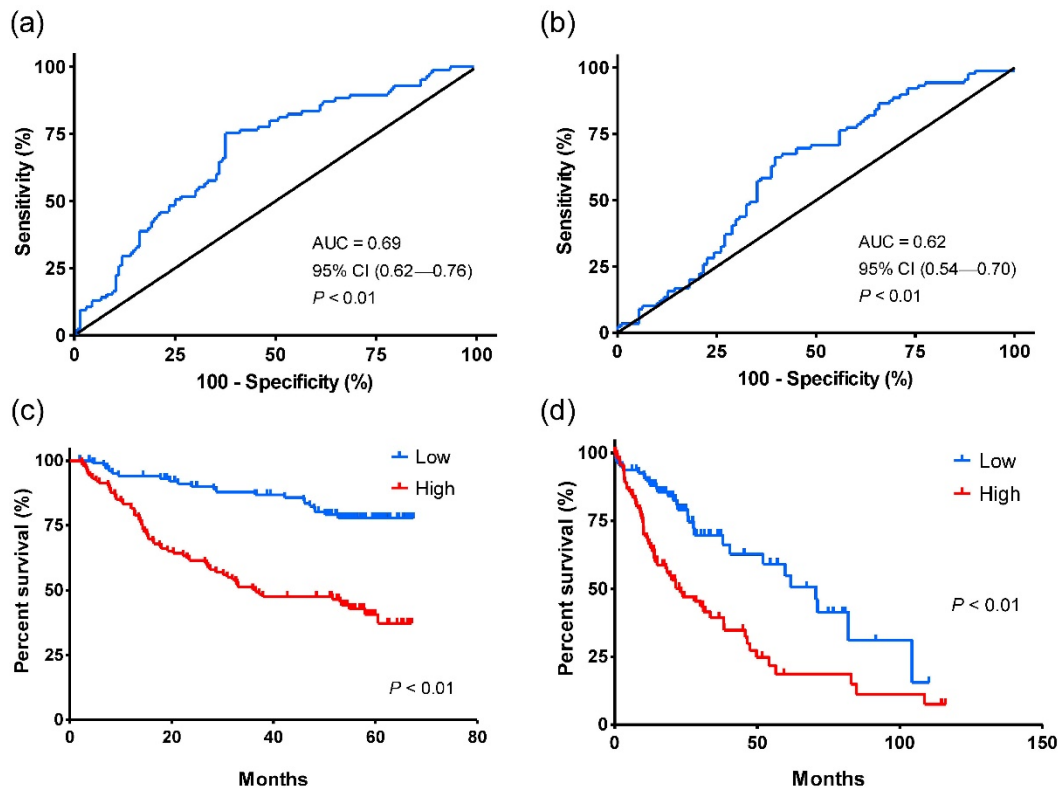 (a)
100
75
50
25
0
Sensitivity (%)
AUC = 0.69
95% CI (0.62—0.76)
P < 0.01
0 25 50 75 100
100 - Specificity (%)
(b)
100
75
50
25
0
Sensitivity (%)
AUC = 0.62
95% CI (0.54—0.70)
P < 0.01
0 25 50 75 100
100 - Specificity (%)
(c)
100
75
50
25
0
Percent survival (%)
Low
High
P < 0.01
0 20 40 60 80
Months
(d)
100
75
50
25
0
Percent survival (%)
Low
High
P < 0.01
0 50 100 150
Months